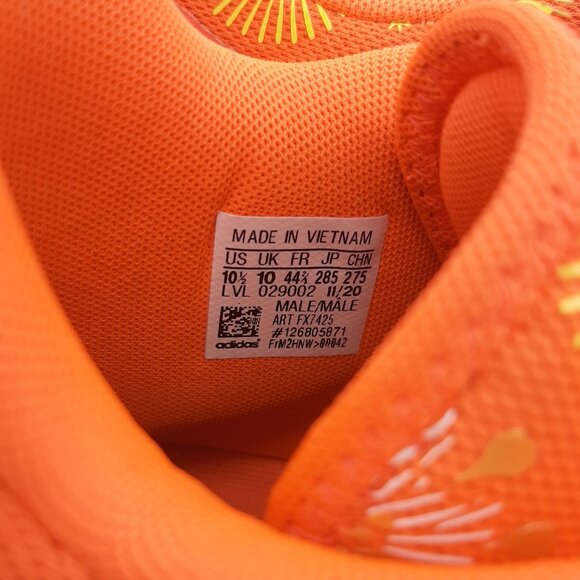 MADE IN VIETNAM
US UK FR JP CHN
10½ 10 44⅔ 285 275
LVL 029002 11/20
MALE/MÂLE
ART FX7425
#126805871
adidas® FrM2HNW>00042